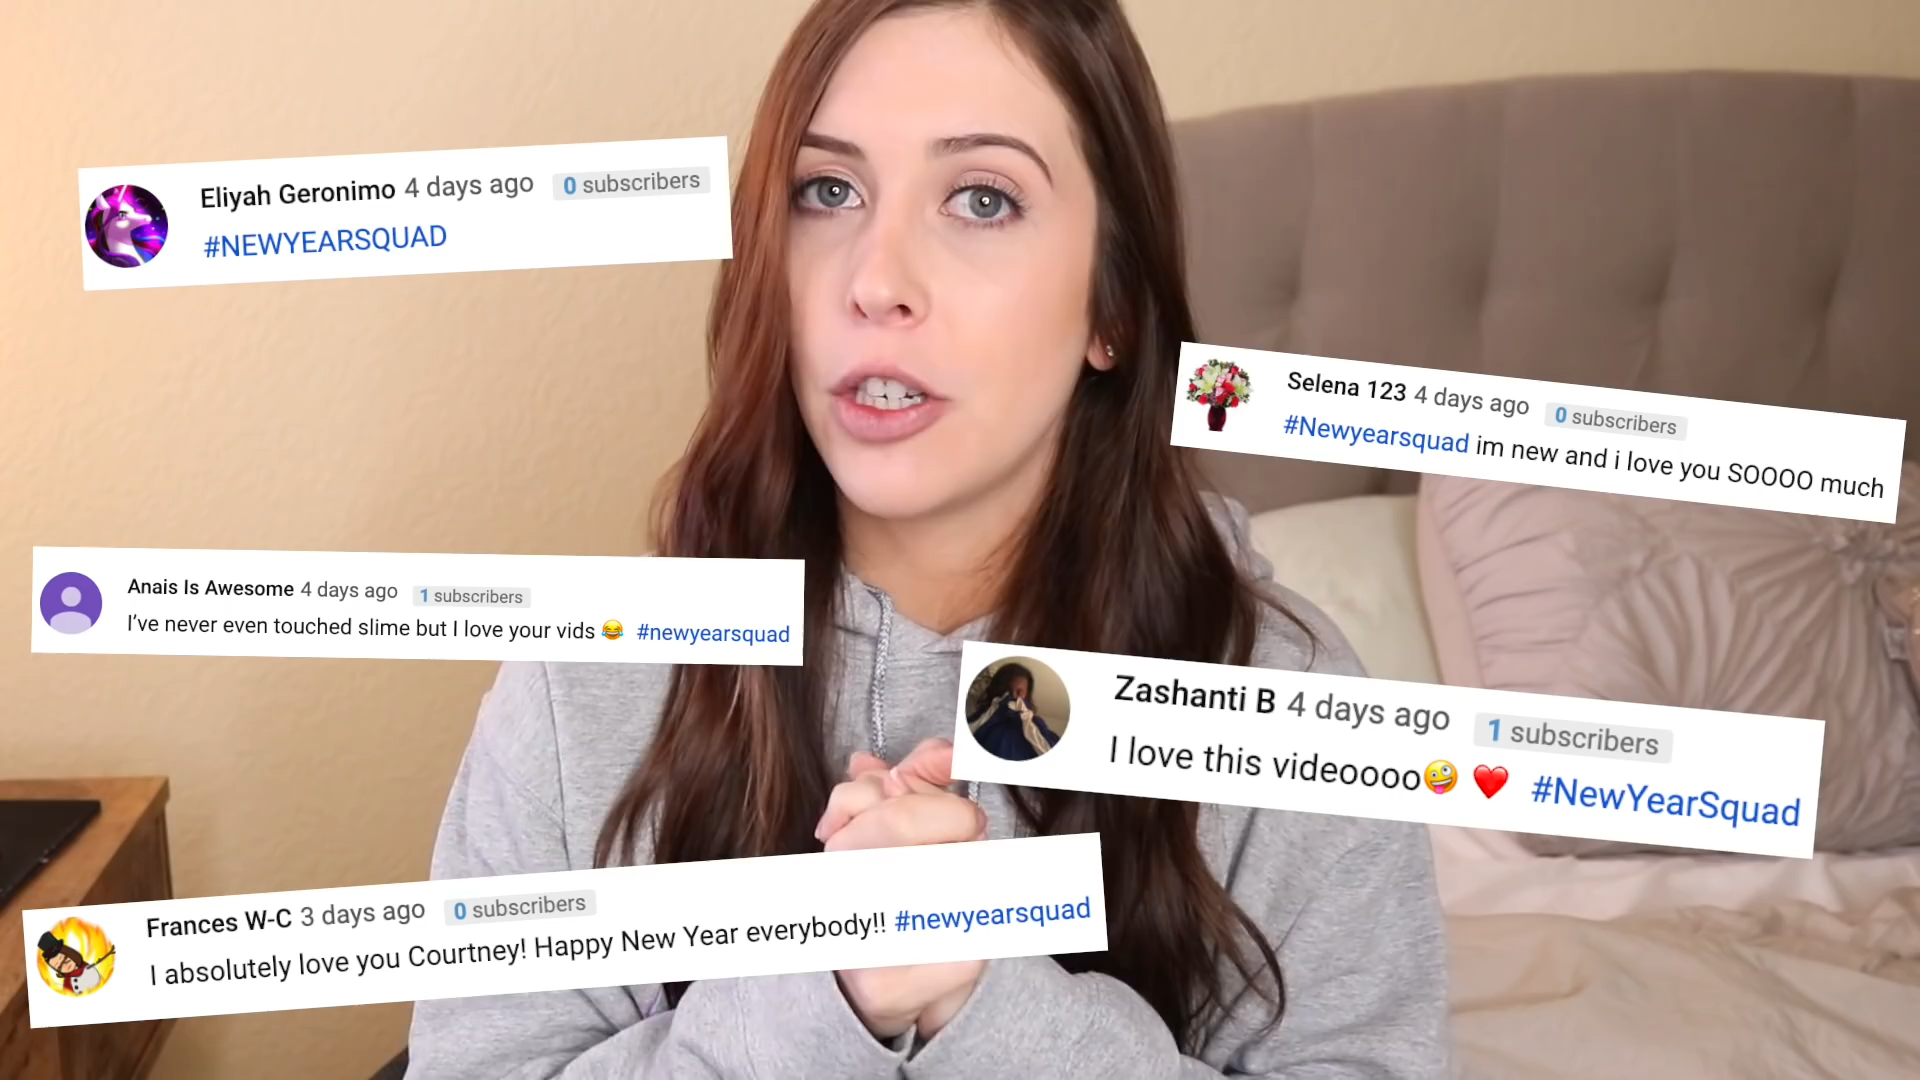 Eliyah Geronimo 4 days ago 0 subscribers
#NEWYEARSQUAD
Selena 123 4 days ago 0 subscribers
#Newyearsquad im new and i love you SOOOO much
Anais Is Awesome 4 days ago 1 subscribers
I've never even touched slime but I love your vids 😂 #newyearsquad
Zashanti B 4 days ago 1 subscribers
I love this videoooo🤪 ❤️ #NewYearSquad
Frances W-C 3 days ago 0 subscribers
I absolutely love you Courtney! Happy New Year everybody!! #newyearsquad